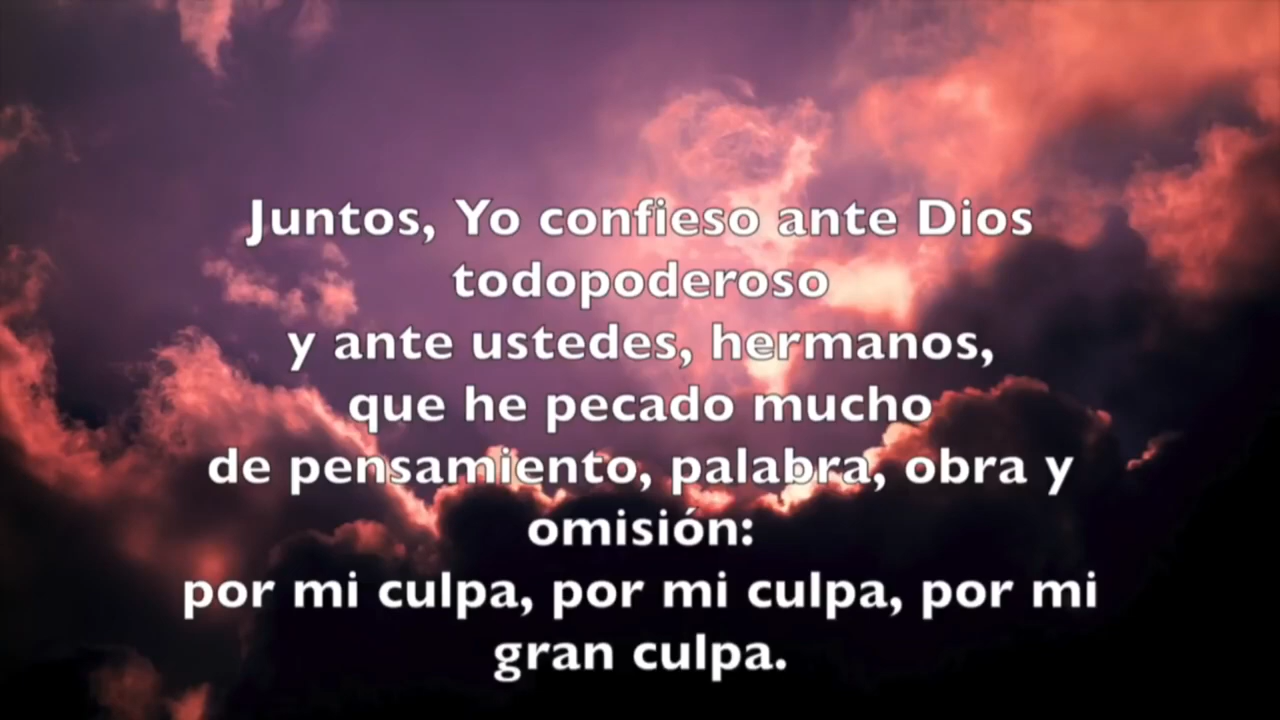 Juntos, Yo confieso ante Dios
todopoderoso
y ante ustedes, hermanos,
que he pecado mucho
de pensamiento, palabra, obra y
omisión:
por mi culpa, por mi culpa, por mi
gran culpa.